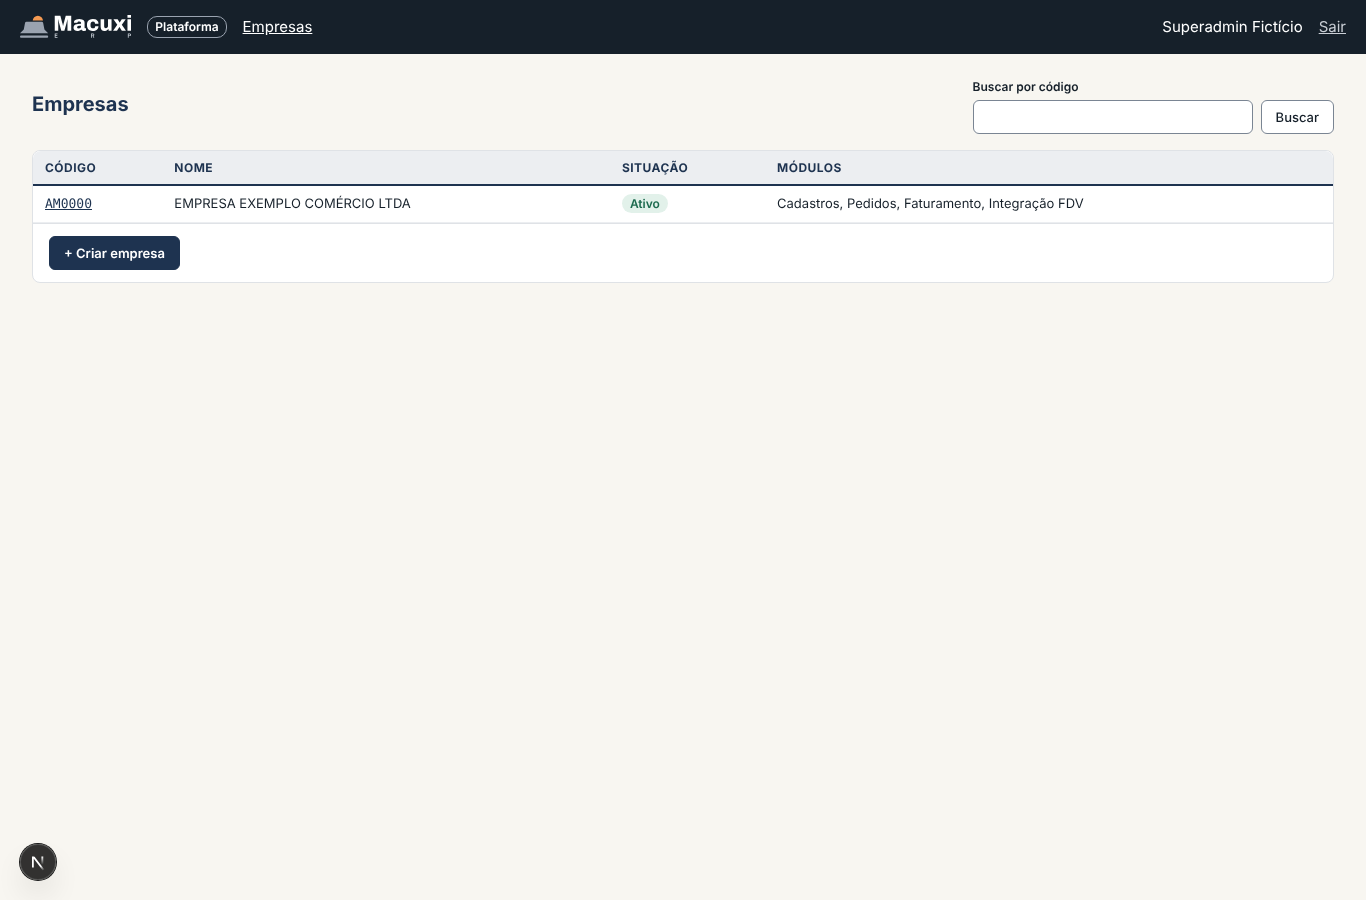 Macuxi
E R P
Plataforma
Empresas
Superadmin Fictício
Sair
Empresas
Buscar por código
Buscar
CÓDIGO NOME SITUAÇÃO MÓDULOS
AM0000 EMPRESA EXEMPLO COMÉRCIO LTDA Ativo Cadastros, Pedidos, Faturamento, Integração FDV
+ Criar empresa
N